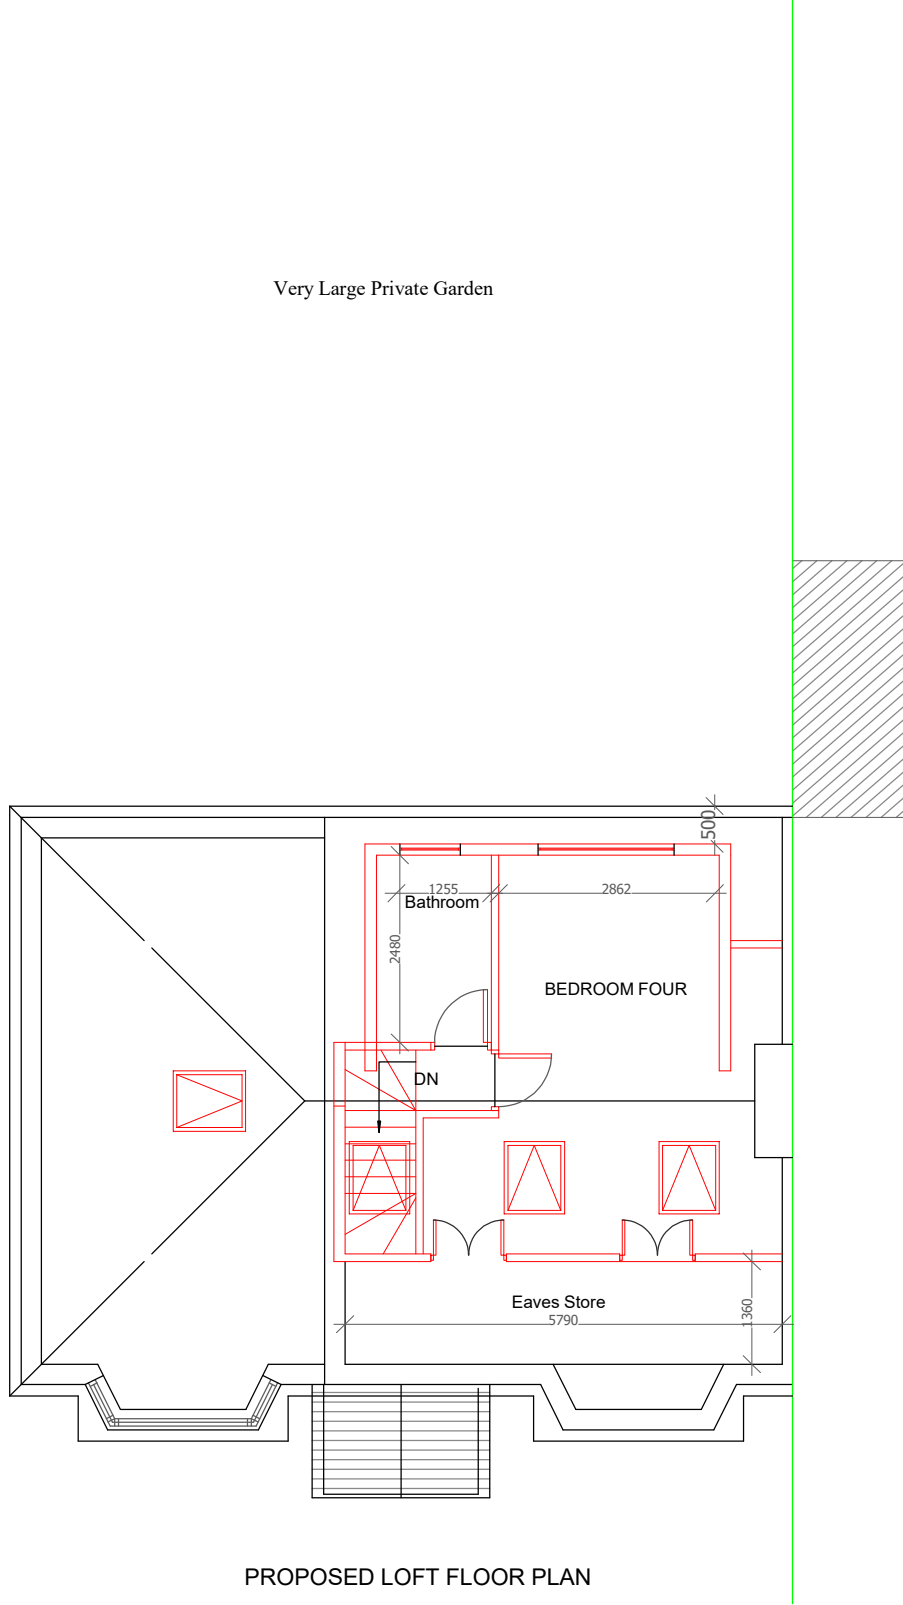 Very Large Private Garden
500
1255
2862
Bathroom
2480
BEDROOM FOUR
DN
Eaves Store
5790
1360
PROPOSED LOFT FLOOR PLAN